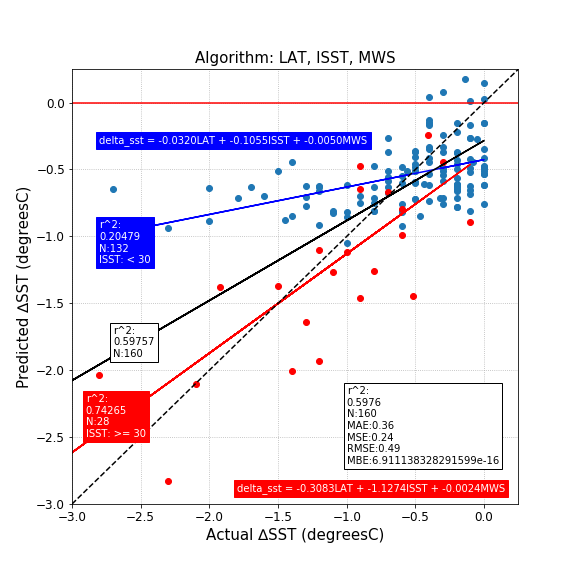 Algorithm: LAT, ISST, MWS
0.0
−0.5
−1.0
−1.5
−2.0
−2.5
−3.0
Predicted ΔSST (degreesC)
delta_sst = -0.0320LAT + -0.1055ISST + -0.0050MWS
r^2:
0.20479
N:132
ISST: < 30
r^2:
0.59757
N:160
r^2:
0.74265
N:28
ISST: >= 30
r^2:
0.5976
N:160
MAE:0.36
MSE:0.24
RMSE:0.49
MBE:6.911138328291599e-16
delta_sst = -0.3083LAT + -1.1274ISST + -0.0024MWS
−3.0 −2.5 −2.0 −1.5 −1.0 −0.5 0.0
Actual ΔSST (degreesC)